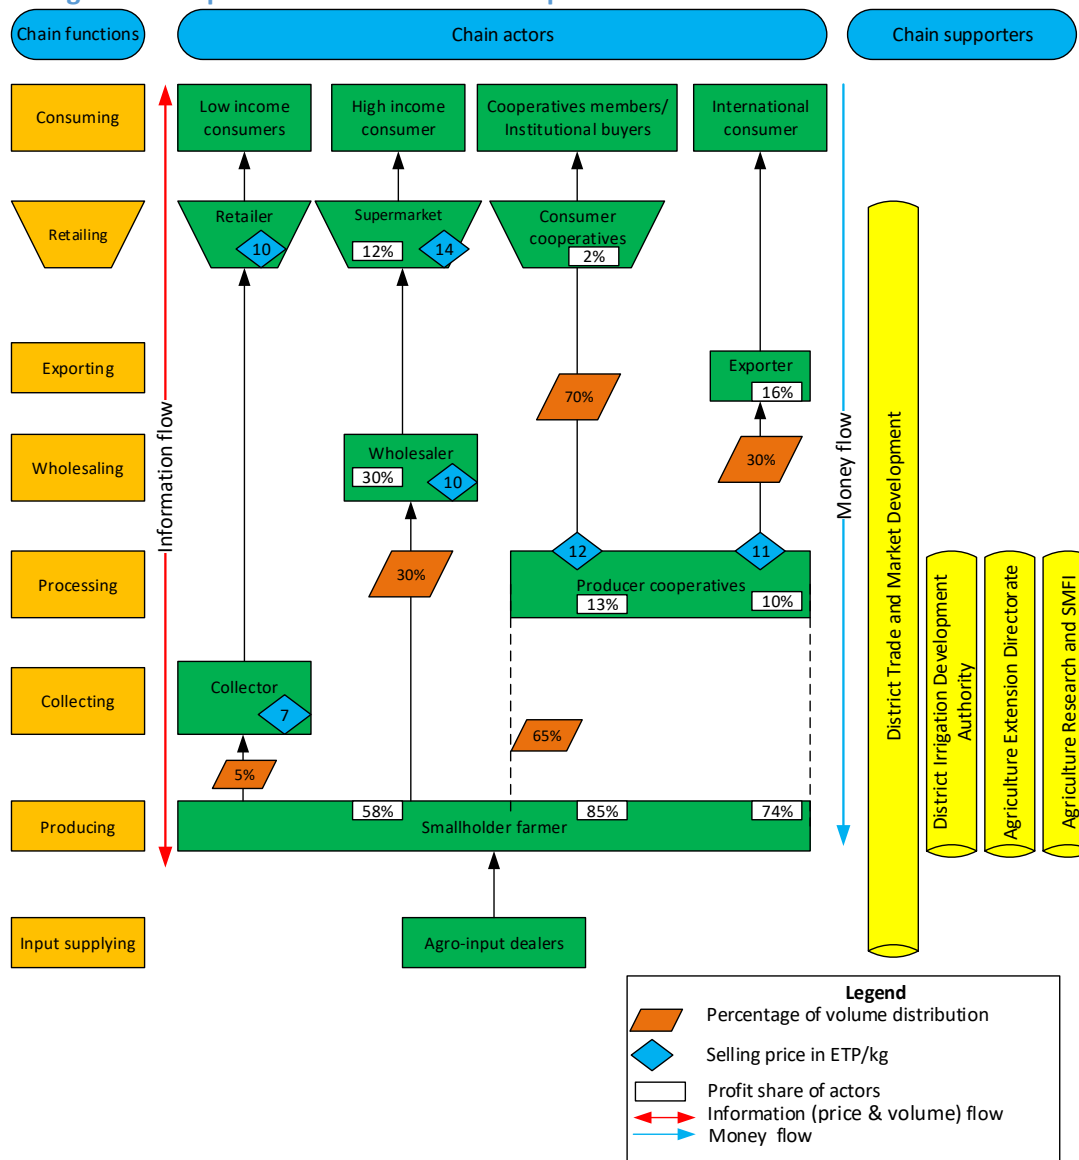 Chain functions
Chain actors
Chain supporters
Consuming
Low income
consumers
High income
consumer
Cooperatives members/
Institutional buyers
International
consumer
Retailing
Retailer
10
Supermarket
12%
14
Consumer
cooperatives
2%
Exporting
Exporter
16%
70%
Information flow
Money flow
Wholesaling
Wholesaler
30%
10
30%
Processing
30%
12
11
Producer cooperatives
13%
10%
Collecting
Collector
7
65%
5%
Producing
58%
85%
74%
Smallholder farmer
Input supplying
Agro-input dealers
District Trade and Market Development
District Irrigation Development
Authority
Agriculture Extension Directorate
Agriculture Research and SMFI
Legend
Percentage of volume distribution
Selling price in ETP/kg
Profit share of actors
Information (price & volume) flow
Money flow